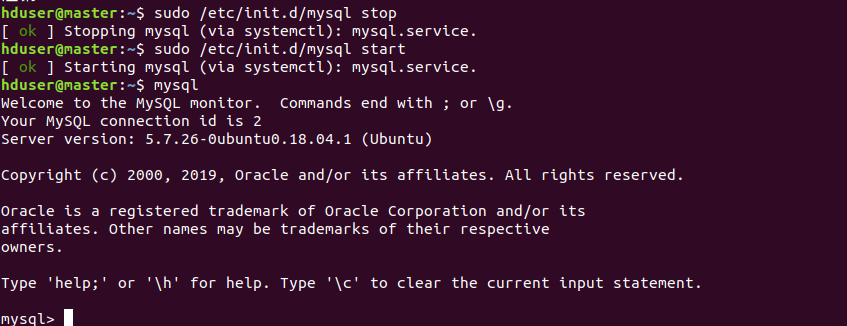 hduser@master:~$ sudo /etc/init.d/mysql stop
[ ok ] Stopping mysql (via systemctl): mysql.service.
hduser@master:~$ sudo /etc/init.d/mysql start
[ ok ] Starting mysql (via systemctl): mysql.service.
hduser@master:~$ mysql
Welcome to the MySQL monitor.  Commands end with ; or \g.
Your MySQL connection id is 2
Server version: 5.7.26-0ubuntu0.18.04.1 (Ubuntu)

Copyright (c) 2000, 2019, Oracle and/or its affiliates. All rights reserved.

Oracle is a registered trademark of Oracle Corporation and/or its
affiliates. Other names may be trademarks of their respective
owners.

Type 'help;' or '\h' for help. Type '\c' to clear the current input statement.

mysql>